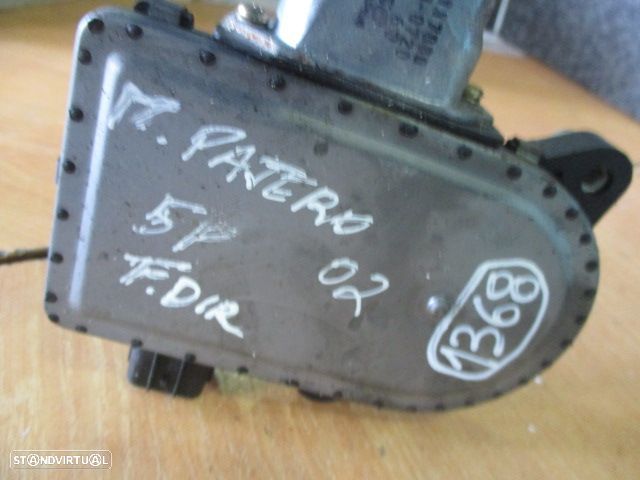 M. PAJERO
5P 02
F. DIR
1368
STANDVIRTUAL